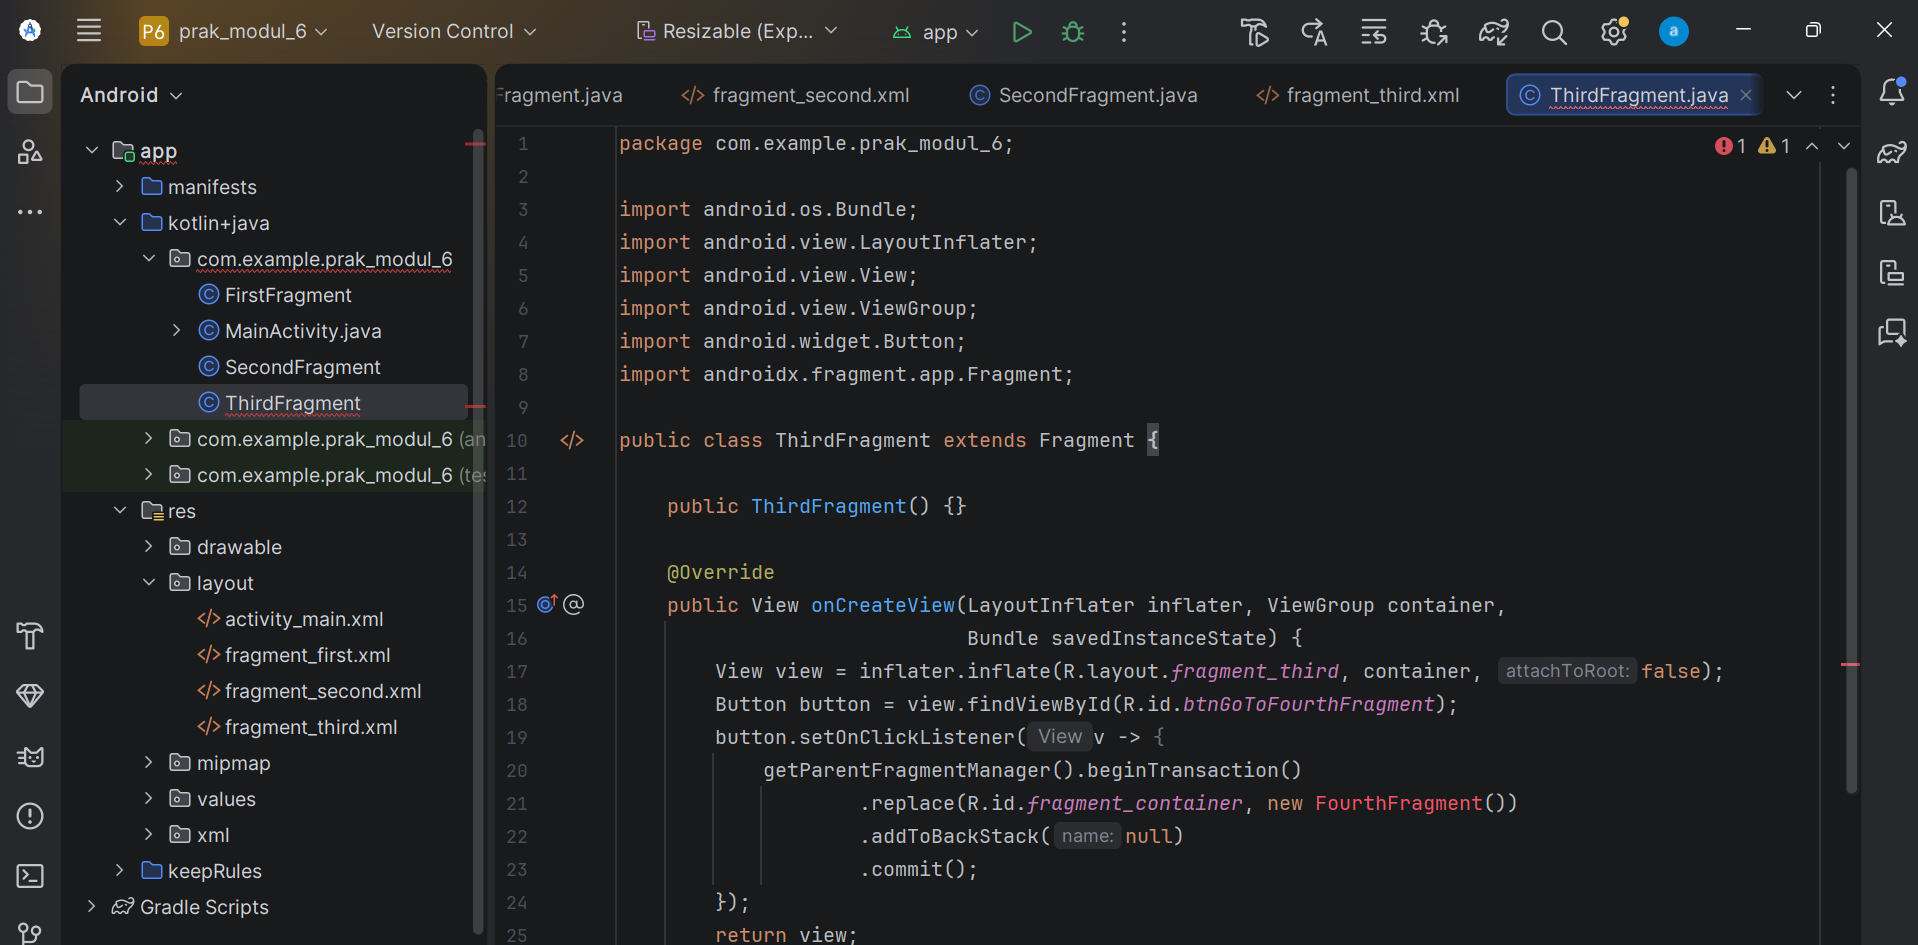 P6 prak_modul_6 Version Control Resizable (Exp... app a
Android
app
manifests
kotlin+java
com.example.prak_modul_6
FirstFragment
MainActivity.java
SecondFragment
ThirdFragment
com.example.prak_modul_6 (an
com.example.prak_modul_6 (tes
res
drawable
layout
activity_main.xml
fragment_first.xml
fragment_second.xml
fragment_third.xml
mipmap
values
xml
keepRules
Gradle Scripts
Fragment.java fragment_second.xml SecondFragment.java fragment_third.xml ThirdFragment.java
1 1
1 package com.example.prak_modul_6;
2
3 import android.os.Bundle;
4 import android.view.LayoutInflater;
5 import android.view.View;
6 import android.view.ViewGroup;
7 import android.widget.Button;
8 import androidx.fragment.app.Fragment;
9
10 public class ThirdFragment extends Fragment {
11
12 public ThirdFragment() {}
13
14 @Override
15 public View onCreateView(LayoutInflater inflater, ViewGroup container,
16 Bundle savedInstanceState) {
17 View view = inflater.inflate(R.layout.fragment_third, container, attachToRoot: false);
18 Button button = view.findViewById(R.id.btnGoToFourthFragment);
19 button.setOnClickListener( View v -> {
20 getParentFragmentManager().beginTransaction()
21 .replace(R.id.fragment_container, new FourthFragment())
22 .addToBackStack( name: null)
23 .commit();
24 });
25 return view;